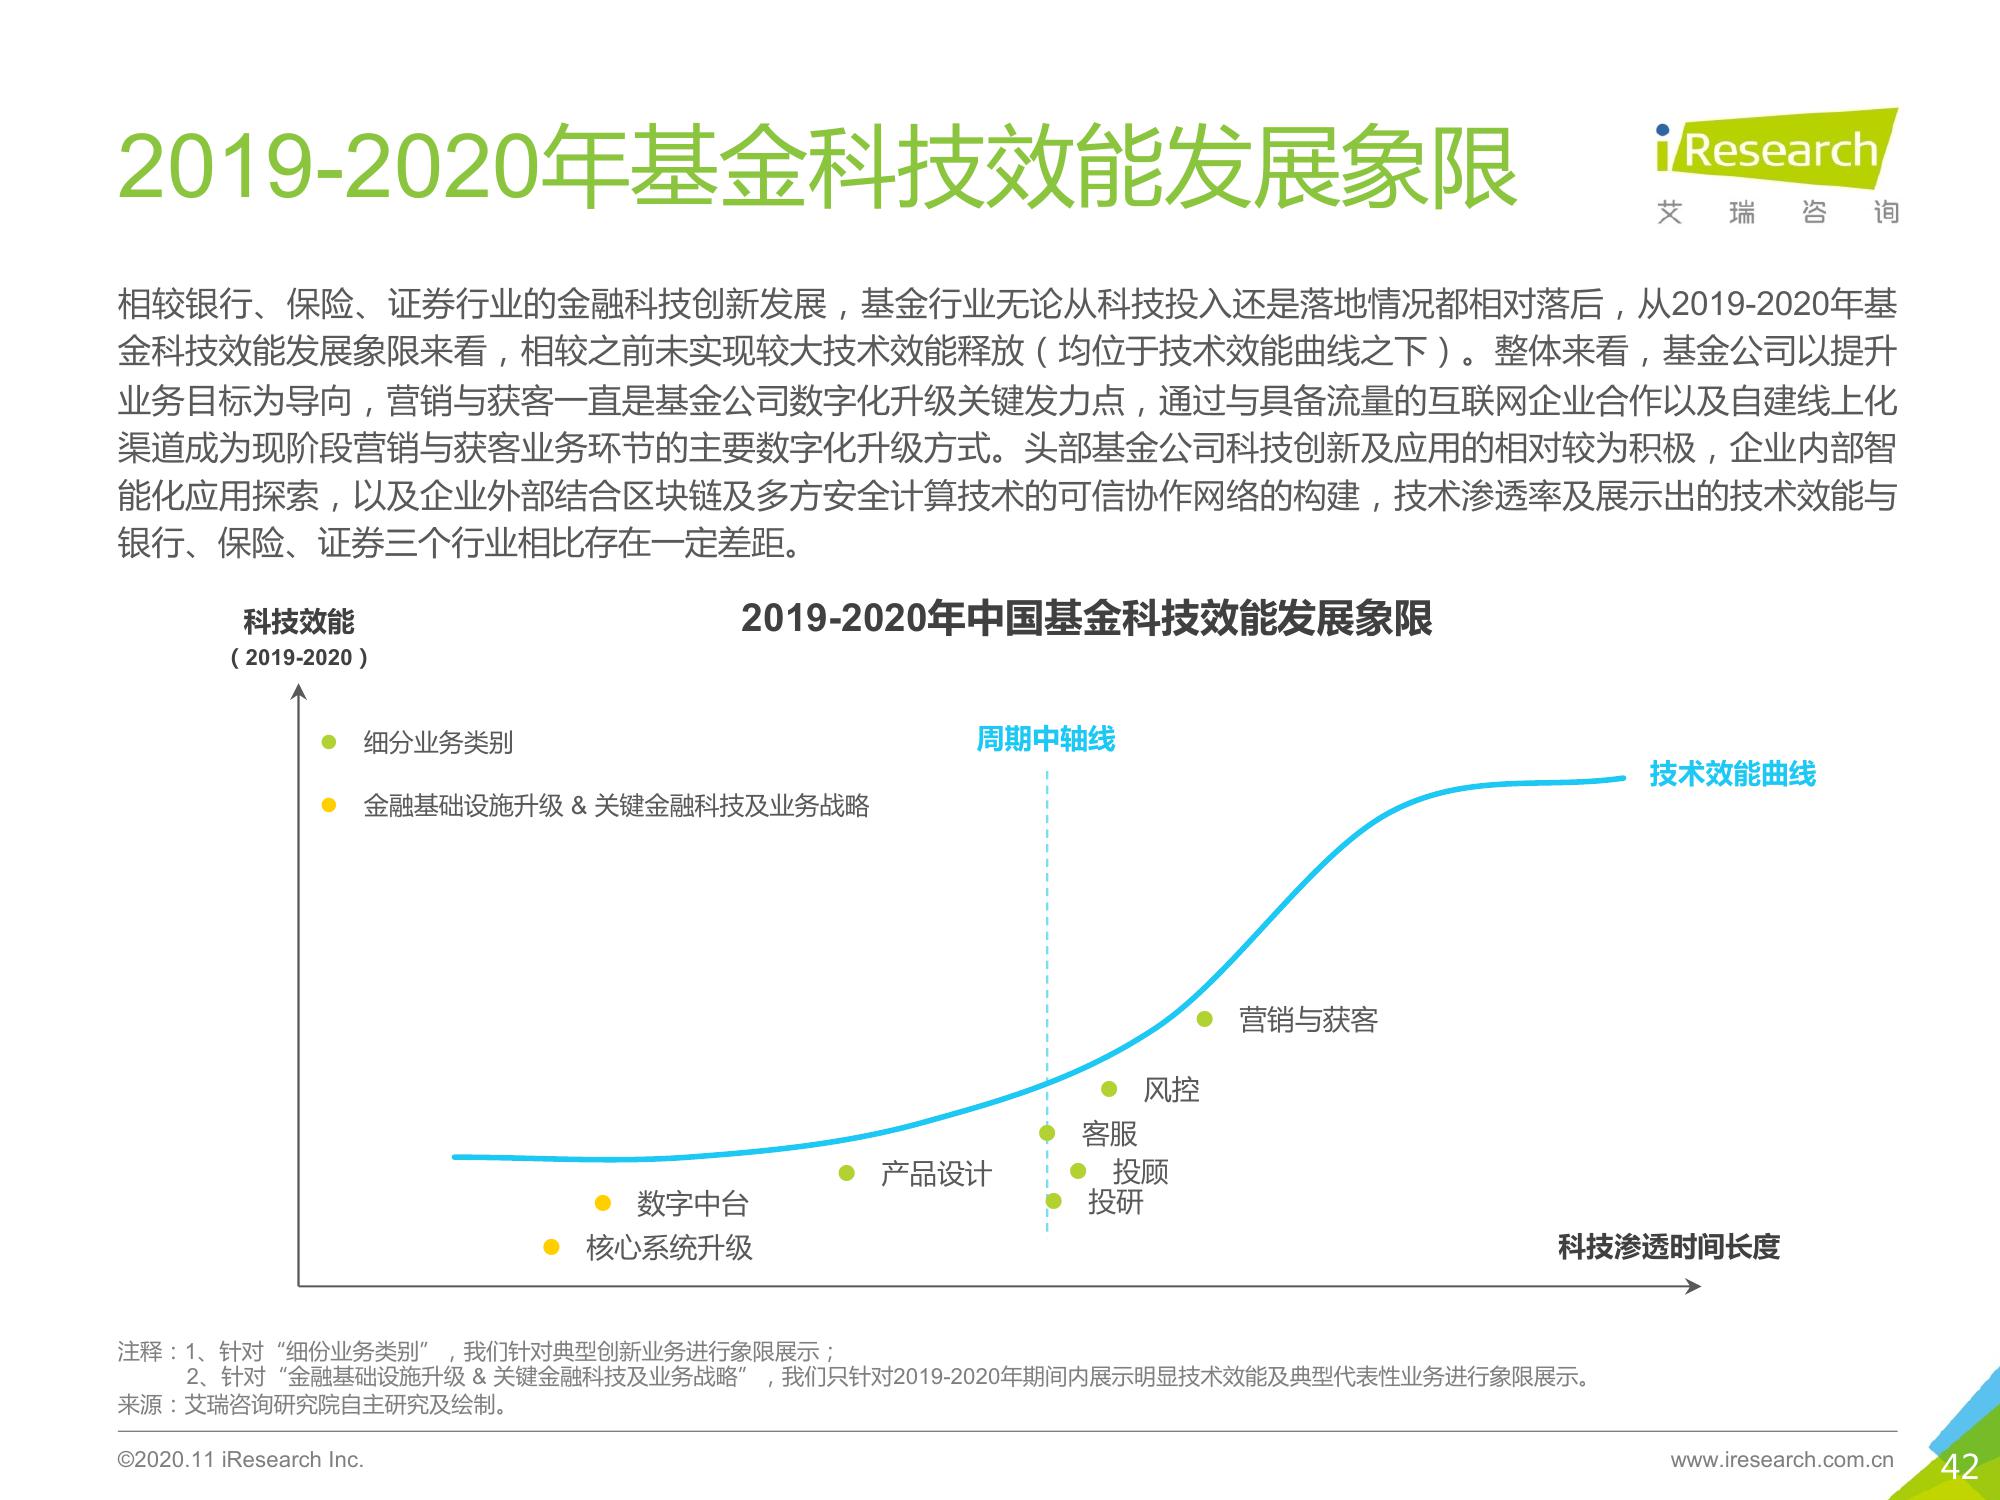 2019-2020年基金科技效能发展象限
iResearch
艾瑞咨询
相较银行、保险、证券行业的金融科技创新发展，基金行业无论从科技投入还是落地情况都相对落后，从2019-2020年基
金科技效能发展象限来看，相较之前未实现较大技术效能释放（均位于技术效能曲线之下）。整体来看，基金公司以提升
业务目标为导向，营销与获客一直是基金公司数字化升级关键发力点，通过与具备流量的互联网企业合作以及自建线上化
渠道成为现阶段营销与获客业务环节的主要数字化升级方式。头部基金公司科技创新及应用的相对较为积极，企业内部智
能化应用探索，以及企业外部结合区块链及多方安全计算技术的可信协作网络的构建，技术渗透率及展示出的技术效能与
银行、保险、证券三个行业相比存在一定差距。
2019-2020年中国基金科技效能发展象限
科技效能
（2019-2020）
细分业务类别
金融基础设施升级 & 关键金融科技及业务战略
周期中轴线
技术效能曲线
营销与获客
风控
客服
产品设计
投顾
投研
数字中台
核心系统升级
科技渗透时间长度
注释：1、针对“细份业务类别”，我们针对典型创新业务进行象限展示；
2、针对“金融基础设施升级 & 关键金融科技及业务战略”，我们只针对2019-2020年期间内展示明显技术效能及典型代表性业务进行象限展示。
来源：艾瑞咨询研究院自主研究及绘制。
©2020.11 iResearch Inc.
www.iresearch.com.cn
42